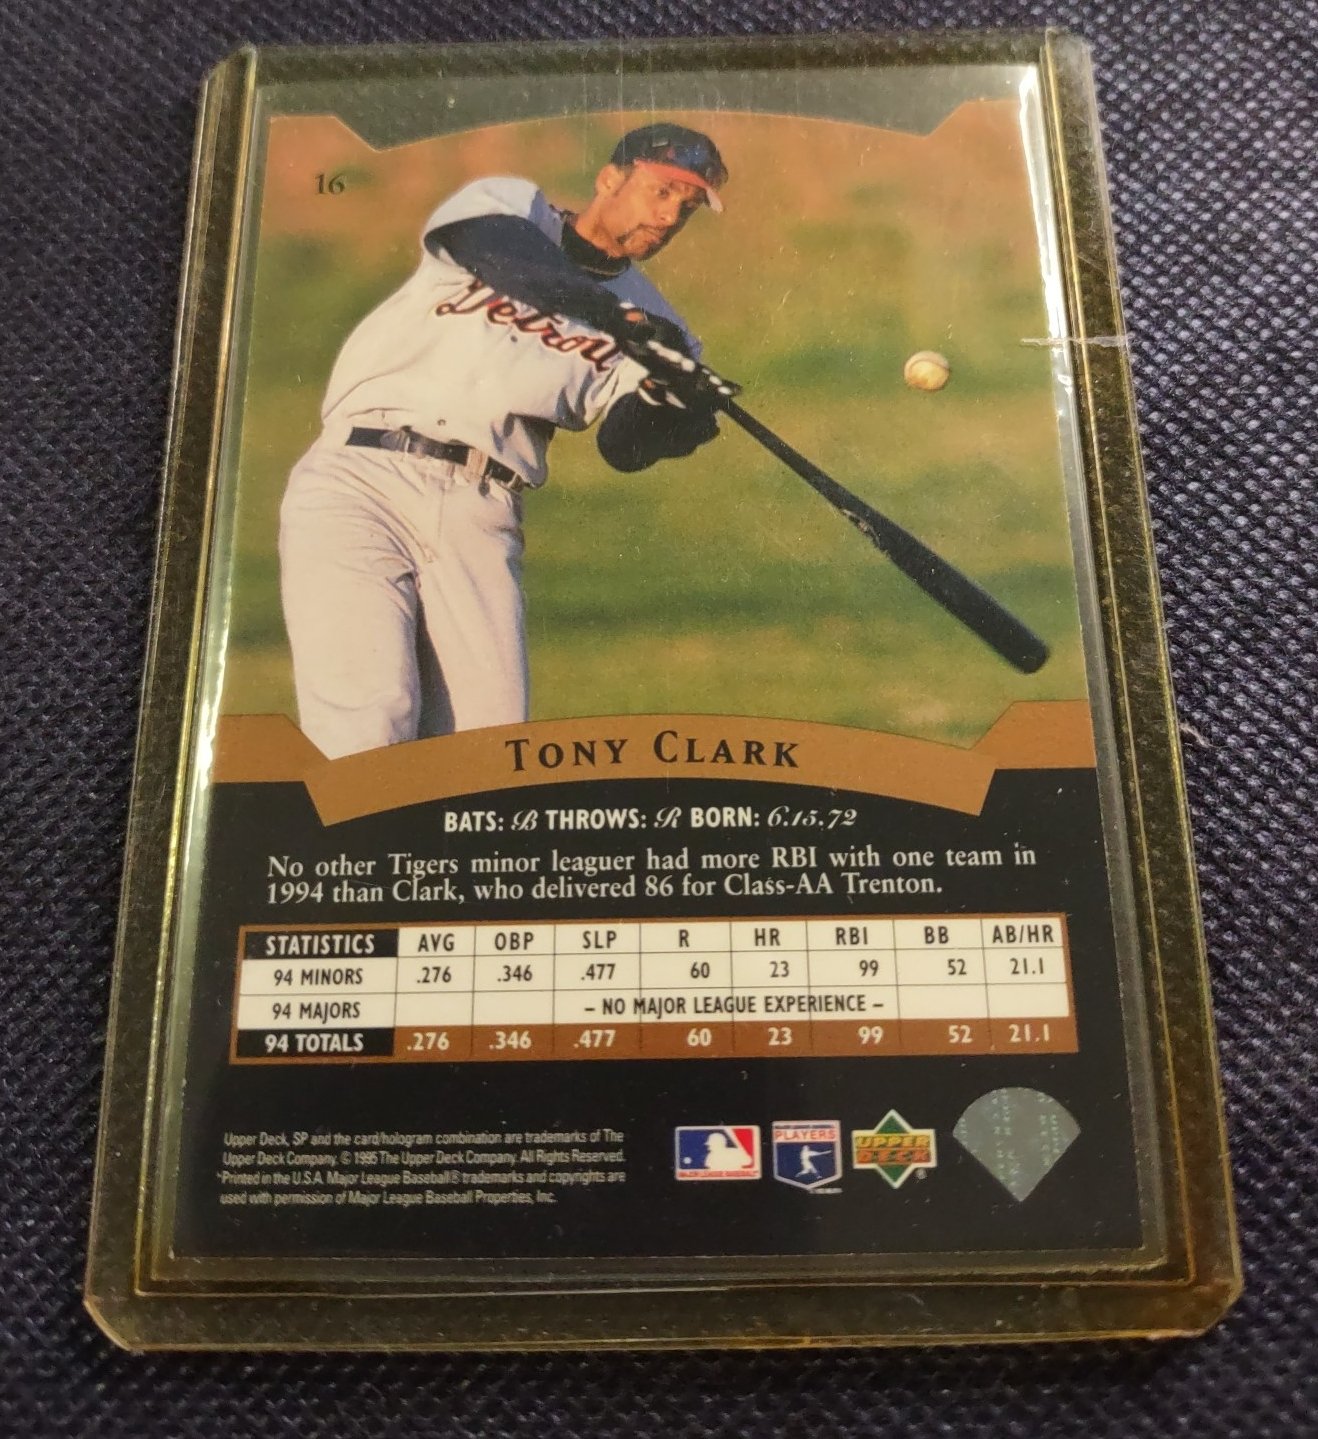 16
Detroit
TONY CLARK
BATS: B THROWS: R BORN: 6.15.72
No other Tigers minor leaguer had more RBI with one team in
1994 than Clark, who delivered 86 for Class-AA Trenton.
STATISTICS AVG OBP SLP R HR RBI BB AB/HR
94 MINORS .276 .346 .477 60 23 99 52 21.1
94 MAJORS – NO MAJOR LEAGUE EXPERIENCE –
94 TOTALS .276 .346 .477 60 23 99 52 21.1
Upper Deck, SP and the card/hologram combination are trademarks of The
Upper Deck Company. © 1995 The Upper Deck Company. All Rights Reserved.
Printed in the U.S.A. Major League Baseball® trademarks and copyrights are
used with permission of Major League Baseball Properties, Inc.
MAJOR LEAGUE BASEBALL
PLAYERS
UPPER
DECK
®